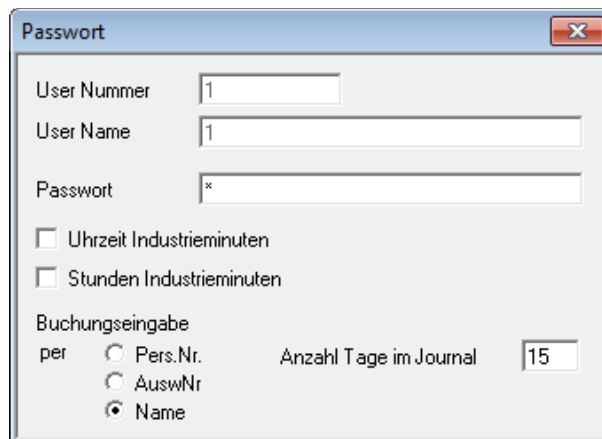 Passwort
User Nummer 1
User Name 1
Passwort *
Uhrzeit Industrieminuten
Stunden Industrieminuten
Buchungseingabe
per Pers.Nr. Anzahl Tage im Journal 15
AuswNr
Name